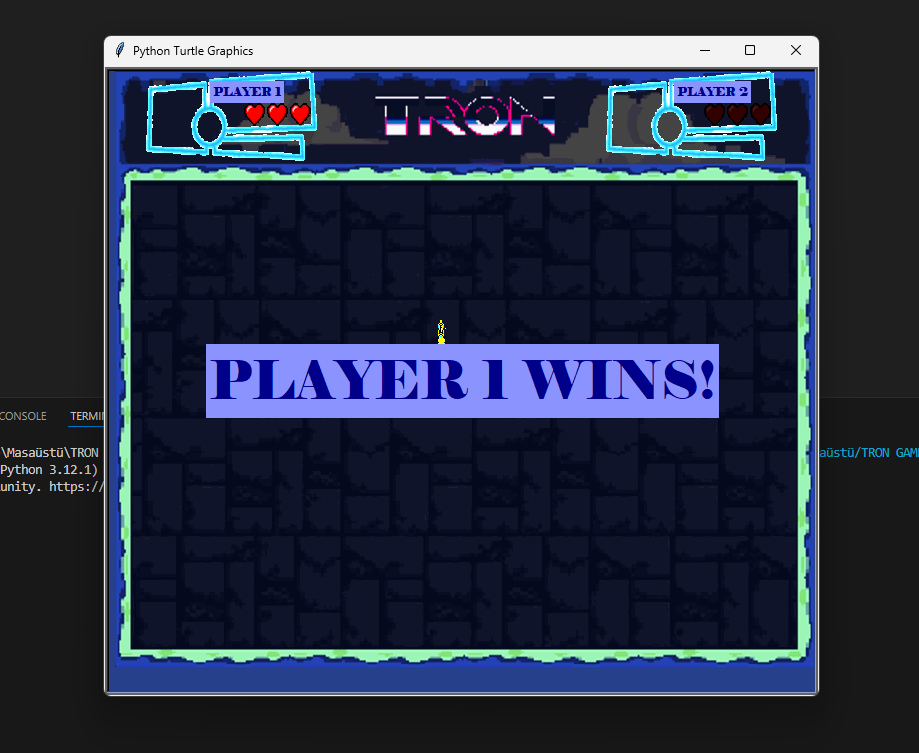 Python Turtle Graphics
PLAYER 1
PLAYER 2
TRON
PLAYER 1 WINS!
CONSOLE
TERMIN
\Masaüstü\TRON
aüstü/TRON GAM
Python 3.12.1)
unity. https://